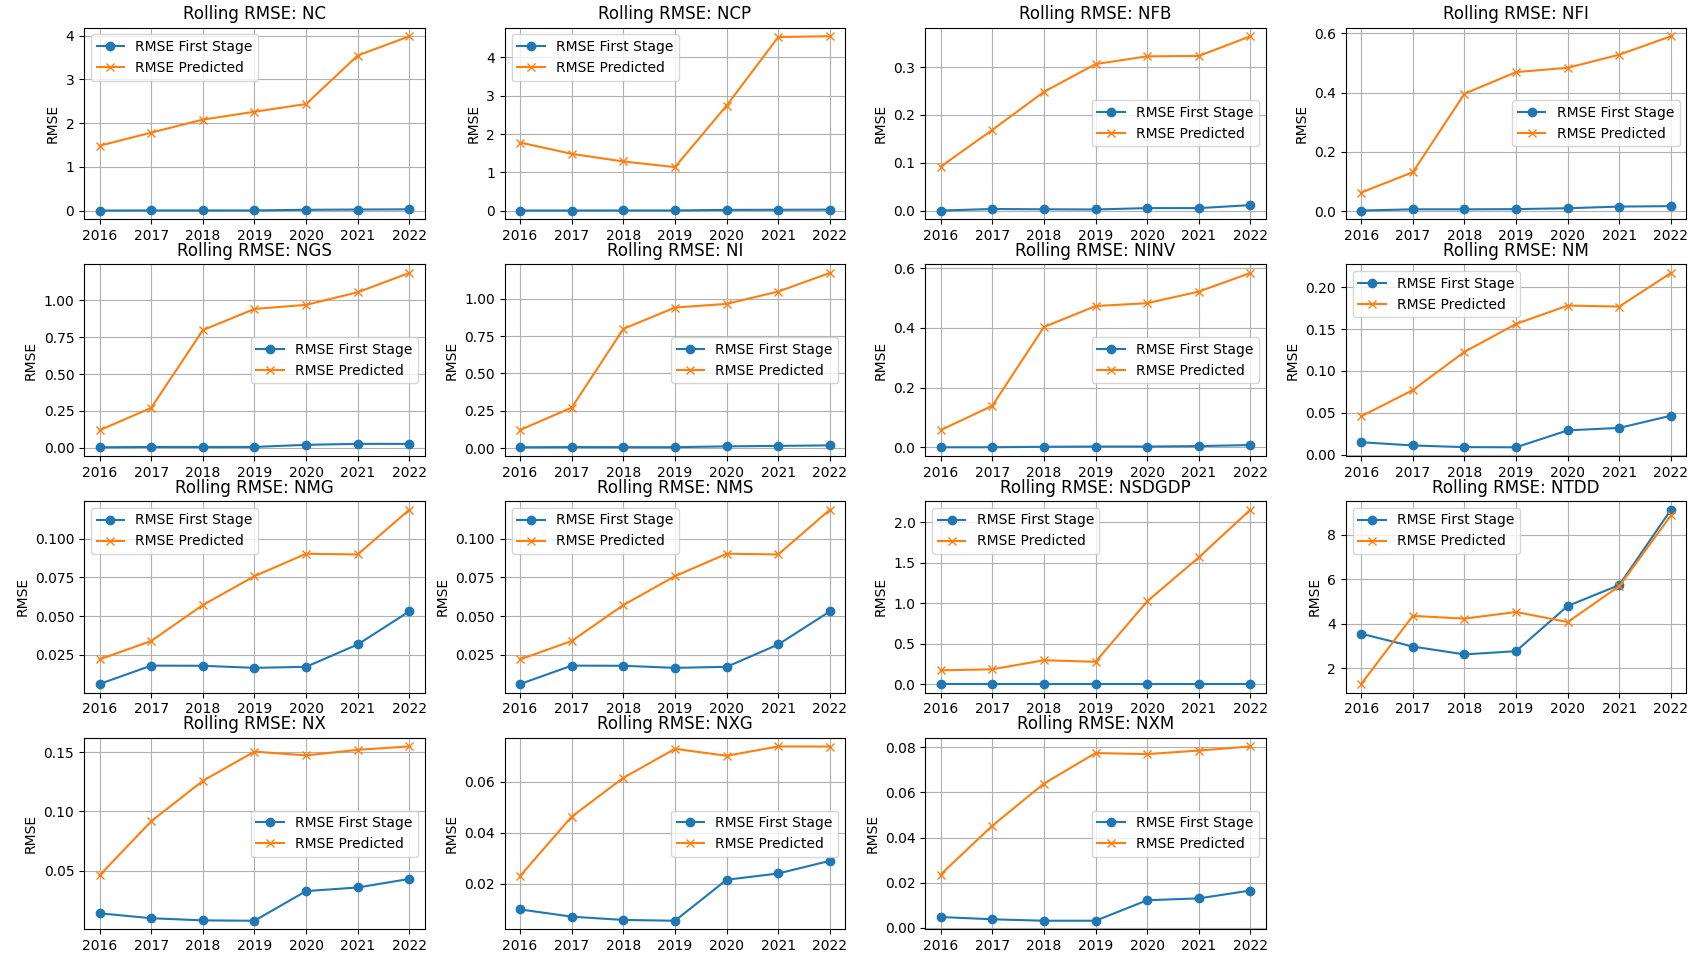 Rolling RMSE: NC
RMSE
4
3
2
1
0
RMSE First Stage
RMSE Predicted
2016 2017 2018 2019 2020 2021 2022
Rolling RMSE: NCP
RMSE
4
3
2
1
0
RMSE First Stage
RMSE Predicted
2016 2017 2018 2019 2020 2021 2022
Rolling RMSE: NFB
RMSE
0.3
0.2
0.1
0.0
RMSE First Stage
RMSE Predicted
2016 2017 2018 2019 2020 2021 2022
Rolling RMSE: NFI
RMSE
0.6
0.4
0.2
0.0
RMSE First Stage
RMSE Predicted
2016 2017 2018 2019 2020 2021 2022
Rolling RMSE: NGS
RMSE
1.00
0.75
0.50
0.25
0.00
RMSE First Stage
RMSE Predicted
2016 2017 2018 2019 2020 2021 2022
Rolling RMSE: NI
RMSE
1.00
0.75
0.50
0.25
0.00
RMSE First Stage
RMSE Predicted
2016 2017 2018 2019 2020 2021 2022
Rolling RMSE: NINV
RMSE
0.6
0.4
0.2
0.0
RMSE First Stage
RMSE Predicted
2016 2017 2018 2019 2020 2021 2022
Rolling RMSE: NM
RMSE
0.20
0.15
0.10
0.05
0.00
RMSE First Stage
RMSE Predicted
2016 2017 2018 2019 2020 2021 2022
Rolling RMSE: NMG
RMSE
0.100
0.075
0.050
0.025
RMSE First Stage
RMSE Predicted
2016 2017 2018 2019 2020 2021 2022
Rolling RMSE: NMS
RMSE
0.100
0.075
0.050
0.025
RMSE First Stage
RMSE Predicted
2016 2017 2018 2019 2020 2021 2022
Rolling RMSE: NSDGDP
RMSE
2.0
1.5
1.0
0.5
0.0
RMSE First Stage
RMSE Predicted
2016 2017 2018 2019 2020 2021 2022
Rolling RMSE: NTDD
RMSE
8
6
4
2
RMSE First Stage
RMSE Predicted
2016 2017 2018 2019 2020 2021 2022
Rolling RMSE: NX
RMSE
0.15
0.10
0.05
RMSE First Stage
RMSE Predicted
2016 2017 2018 2019 2020 2021 2022
Rolling RMSE: NXG
RMSE
0.06
0.04
0.02
RMSE First Stage
RMSE Predicted
2016 2017 2018 2019 2020 2021 2022
Rolling RMSE: NXM
RMSE
0.08
0.06
0.04
0.02
0.00
RMSE First Stage
RMSE Predicted
2016 2017 2018 2019 2020 2021 2022